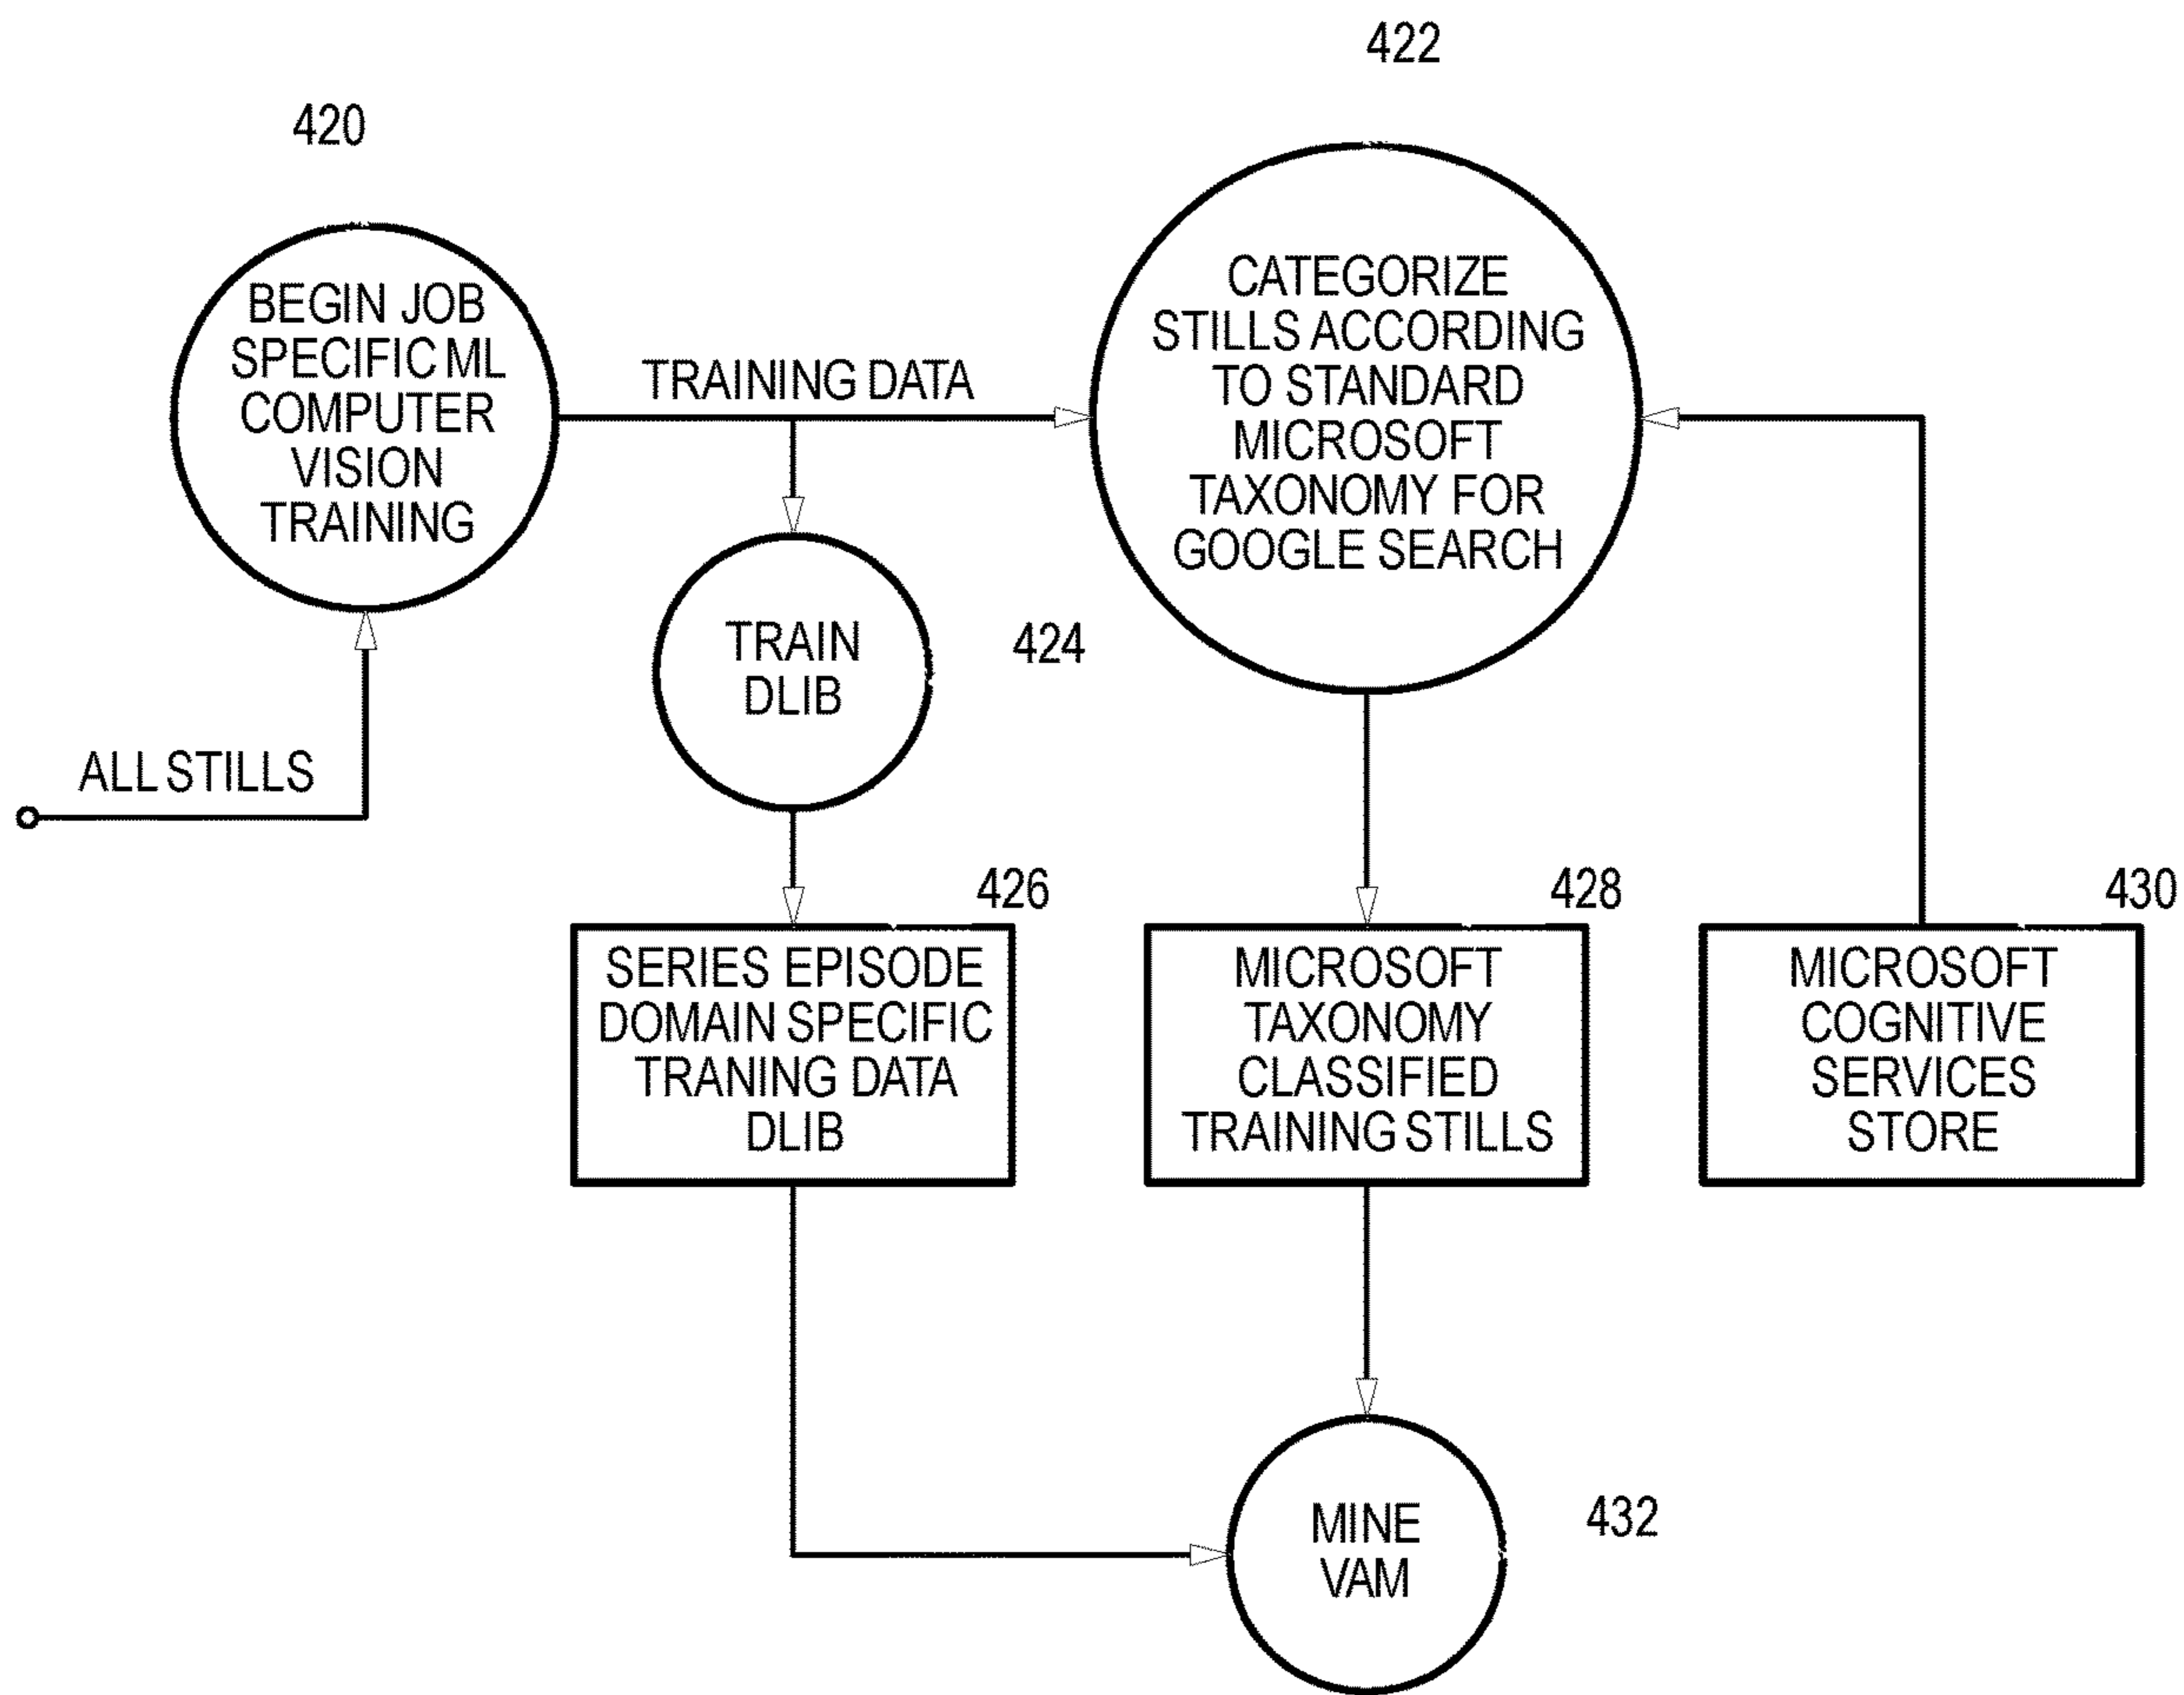 422
420
BEGIN JOB
SPECIFIC ML
COMPUTER
VISION
TRAINING
TRAINING DATA
CATEGORIZE
STILLS ACCORDING
TO STANDARD
MICROSOFT
TAXONOMY FOR
GOOGLE SEARCH
TRAIN
DLIB
424
ALL STILLS
426
SERIES EPISODE
DOMAIN SPECIFIC
TRANING DATA
DLIB
428
MICROSOFT
TAXONOMY
CLASSIFIED
TRAINING STILLS
430
MICROSOFT
COGNITIVE
SERVICES
STORE
MINE
VAM
432